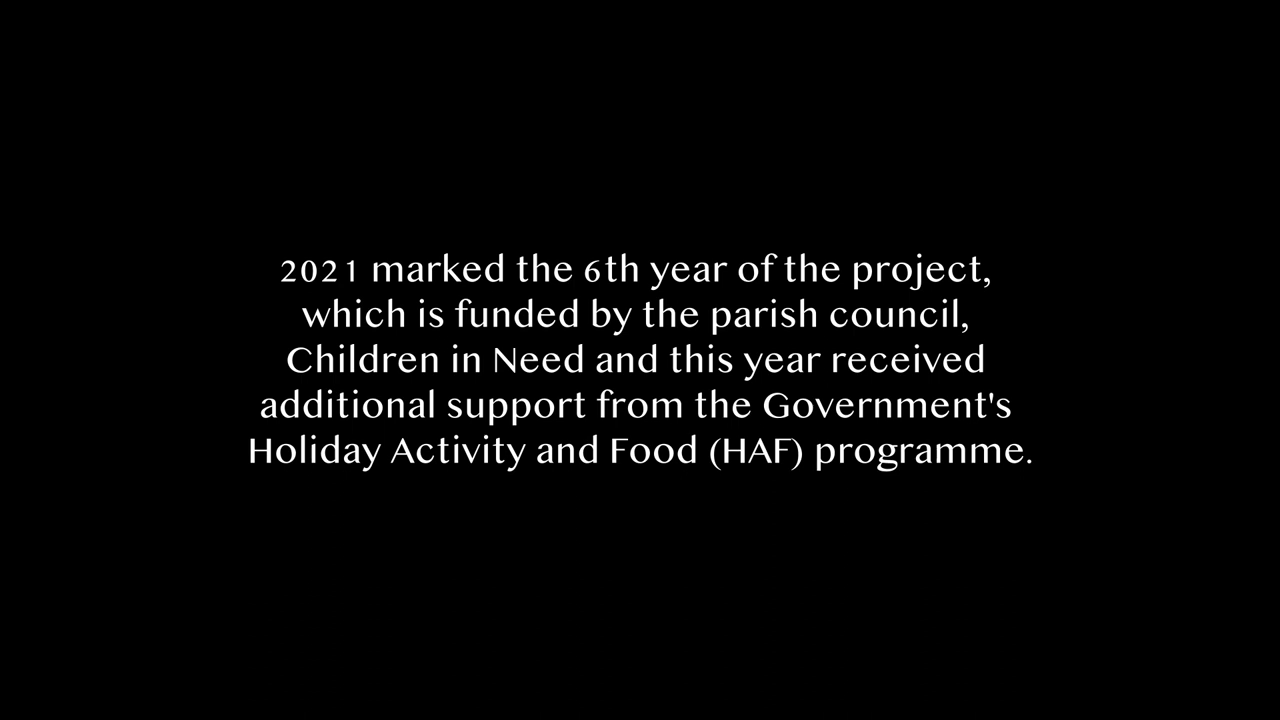 2021 marked the 6th year of the project,
which is funded by the parish council,
Children in Need and this year received
additional support from the Government's
Holiday Activity and Food (HAF) programme.